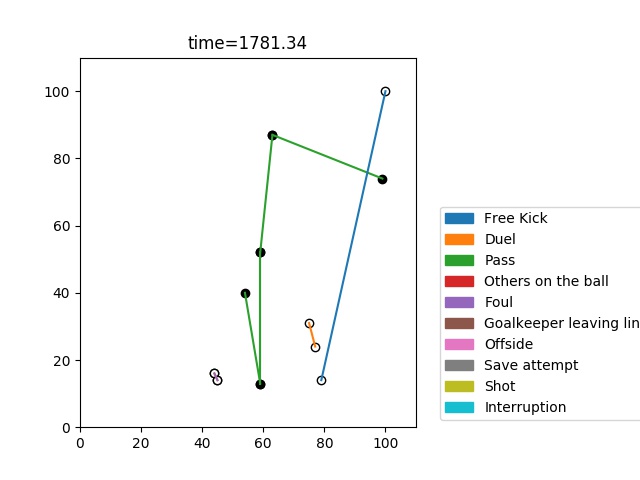 time=1781.34
100
80
60
40
20
0
0 20 40 60 80 100
Free Kick
Duel
Pass
Others on the ball
Foul
Goalkeeper leaving lin
Offside
Save attempt
Shot
Interruption